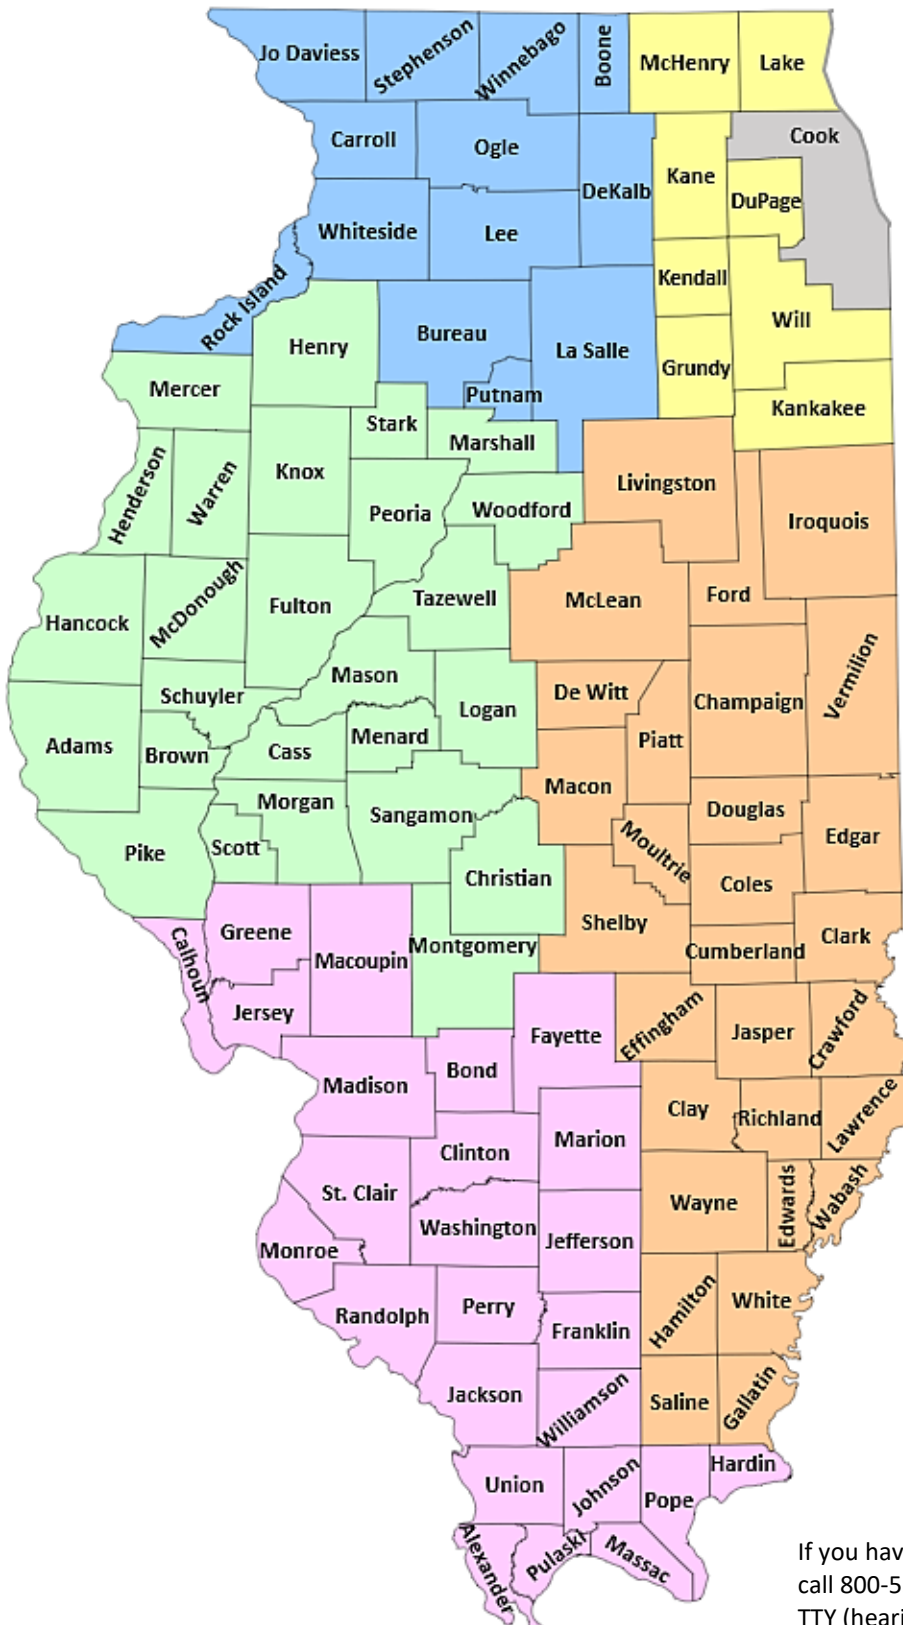 Jo Daviess
Stephenson
Winnebago
Boone
McHenry
Lake
Carroll
Ogle
DeKalb
Kane
Cook
DuPage
Whiteside
Lee
Kendall
Rock Island
Henry
Bureau
La Salle
Will
Grundy
Mercer
Putnam
Kankakee
Stark
Marshall
Henderson
Warren
Knox
Peoria
Woodford
Livingston
Iroquois
Hancock
McDonough
Fulton
Tazewell
McLean
Ford
Schuyler
Mason
Logan
De Witt
Champaign
Vermilion
Adams
Brown
Cass
Menard
Piatt
Macon
Morgan
Sangamon
Douglas
Edgar
Pike
Scott
Christian
Moultrie
Coles
Shelby
Calhoun
Greene
Macoupin
Montgomery
Cumberland
Clark
Jersey
Fayette
Effingham
Jasper
Crawford
Madison
Bond
Clay
Richland
Lawrence
Clinton
Marion
St. Clair
Washington
Jefferson
Wayne
Edwards
Wabash
Monroe
Randolph
Perry
Franklin
Hamilton
White
Jackson
Williamson
Saline
Gallatin
Union
Johnson
Pope
Hardin
Alexander
Pulaski
Massac
If you hav
call 800-5
TTY (heari